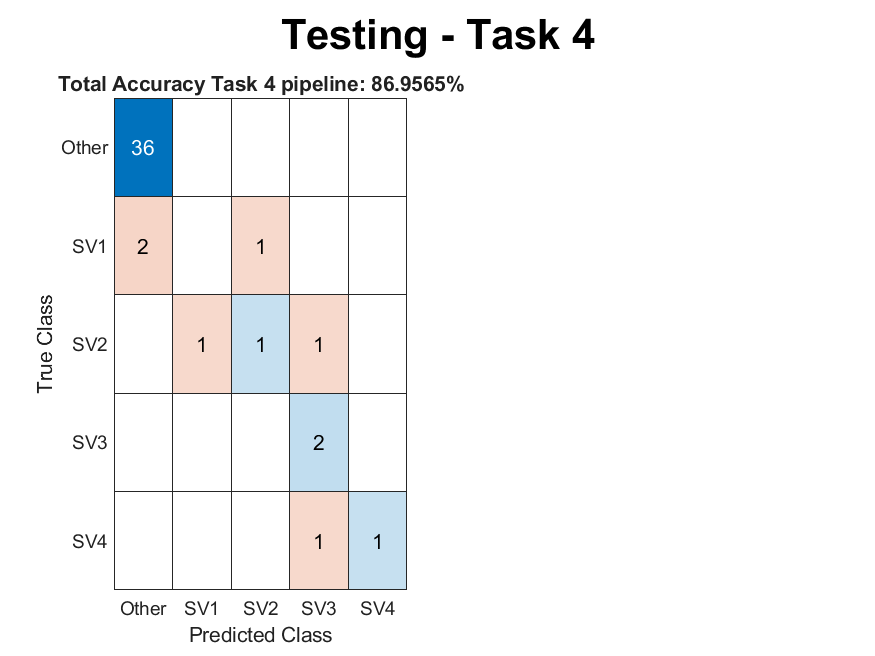 Testing - Task 4
Total Accuracy Task 4 pipeline: 86.9565%
Other 36
SV1 2 1
SV2 1 1 1
SV3 2
SV4 1 1
True Class
Other SV1 SV2 SV3 SV4
Predicted Class